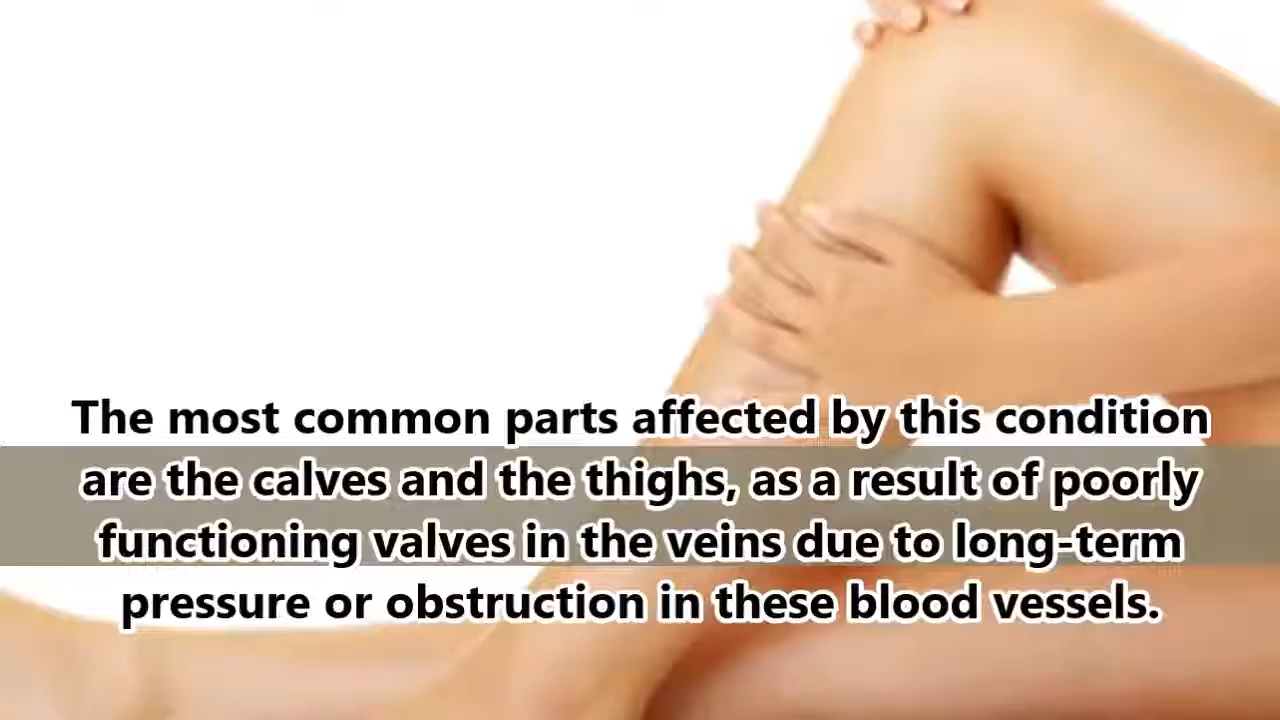 The most common parts affected by this condition
are the calves and the thighs, as a result of poorly
functioning valves in the veins due to long-term
pressure or obstruction in these blood vessels.